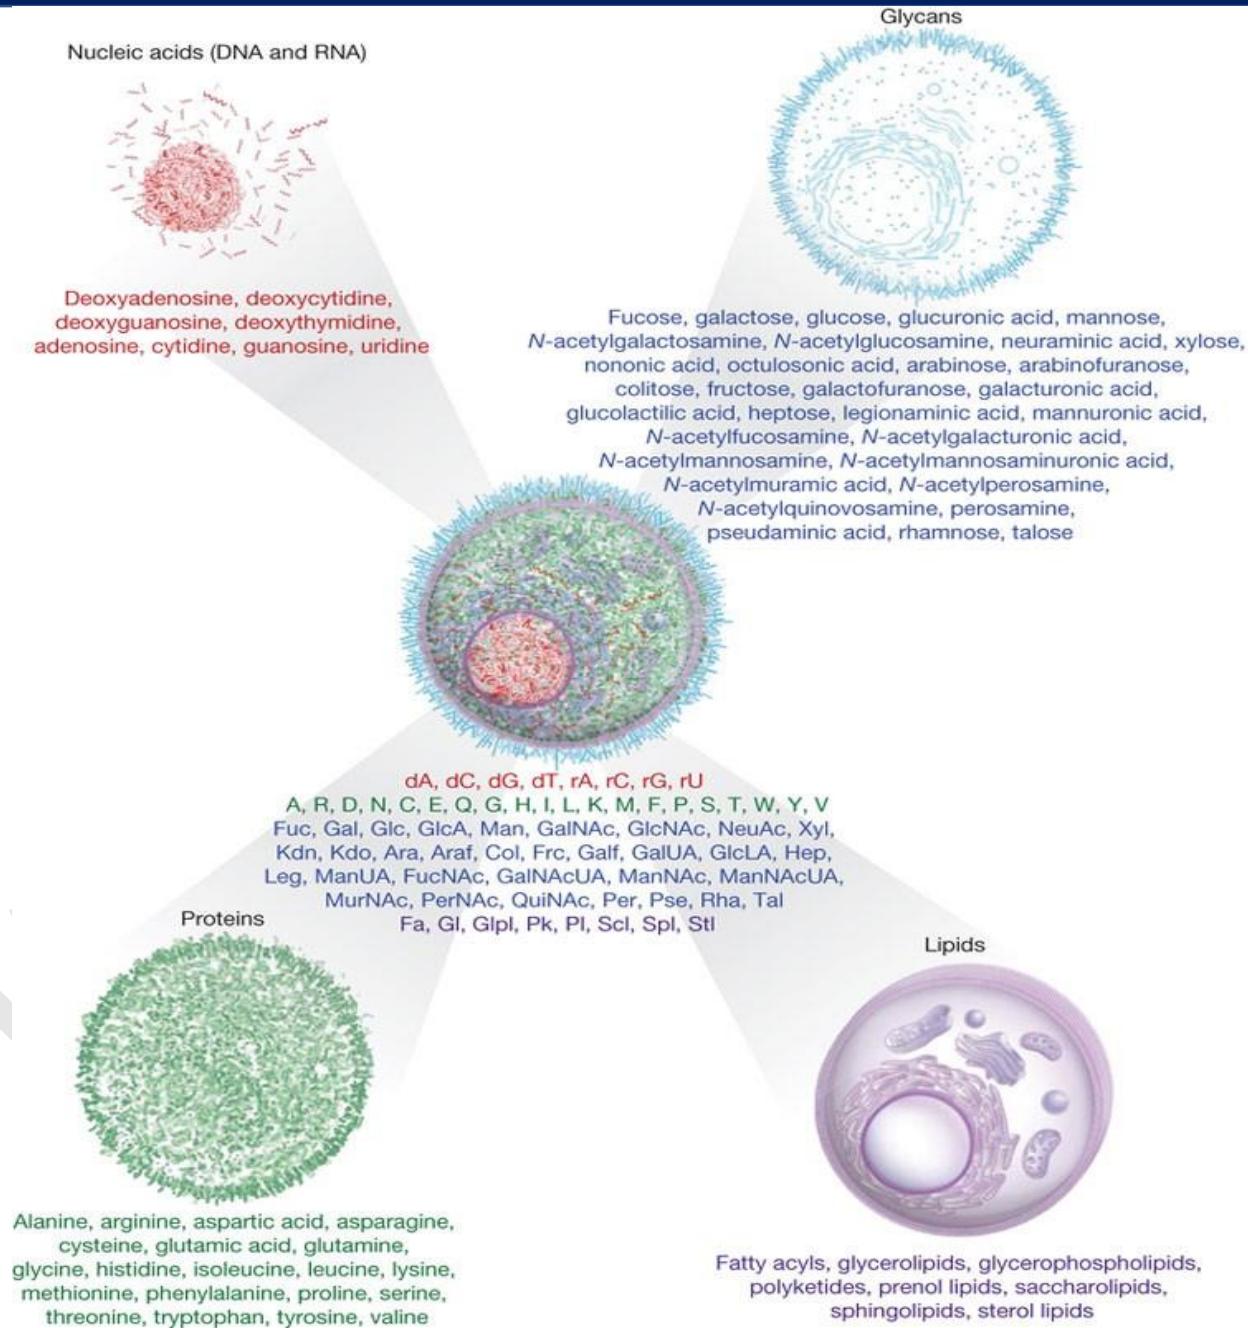 Glycans
Nucleic acids (DNA and RNA)
Deoxyadenosine, deoxycytidine,
deoxyguanosine, deoxythymidine,
adenosine, cytidine, guanosine, uridine
Fucose, galactose, glucose, glucuronic acid, mannose,
N-acetylgalactosamine, N-acetylglucosamine, neuraminic acid, xylose,
nononic acid, octulosonic acid, arabinose, arabinofuranose,
colitose, fructose, galactofuranose, galacturonic acid,
glucolactilic acid, heptose, legionaminic acid, mannuronic acid,
N-acetylfucosamine, N-acetylgalacturonic acid,
N-acetylmannosamine, N-acetylmannosaminuronic acid,
N-acetylmuramic acid, N-acetylperosamine,
N-acetylquinovosamine, perosamine,
pseudaminic acid, rhamnose, talose
dA, dC, dG, dT, rA, rC, rG, rU
A, R, D, N, C, E, Q, G, H, I, L, K, M, F, P, S, T, W, Y, V
Fuc, Gal, Glc, GlcA, Man, GalNAc, GlcNAc, NeuAc, Xyl,
Kdn, Kdo, Ara, Araf, Col, Frc, Galf, GalUA, GlcLA, Hep,
Leg, ManUA, FucNAc, GalNAcUA, ManNAc, ManNAcUA,
MurNAc, PerNAc, QuiNAc, Per, Pse, Rha, Tal
Fa, Gl, Glpl, Pk, Pl, Scl, Spl, Stl
Proteins
Alanine, arginine, aspartic acid, asparagine,
cysteine, glutamic acid, glutamine,
glycine, histidine, isoleucine, leucine, lysine,
methionine, phenylalanine, proline, serine,
threonine, tryptophan, tyrosine, valine
Lipids
Fatty acyls, glycerolipids, glycerophospholipids,
polyketides, prenol lipids, saccharolipids,
sphingolipids, sterol lipids